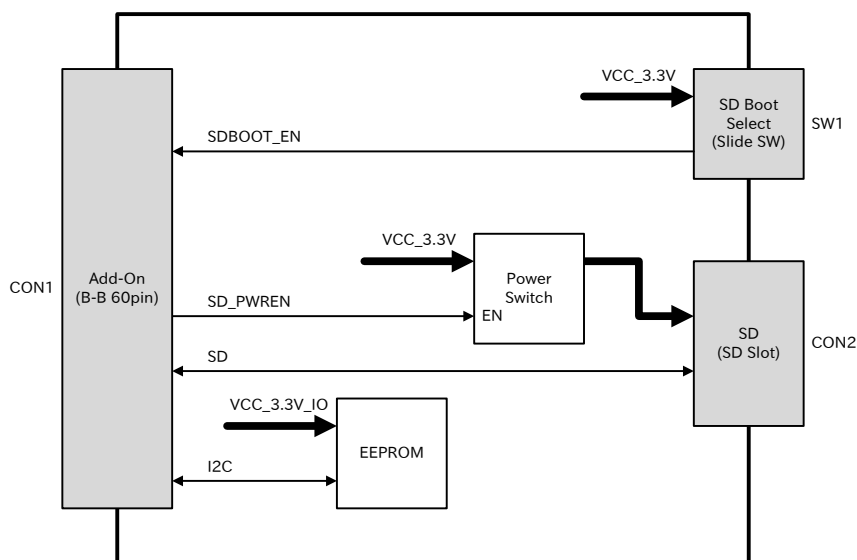 VCC_3.3V
SD Boot
Select
(Slide SW)
SW1
SDBOOT_EN
VCC_3.3V
Power
Switch
EN
CON1
Add-On
(B-B 60pin)
SD_PWREN
SD
(SD Slot)
CON2
SD
VCC_3.3V_IO
EEPROM
I2C